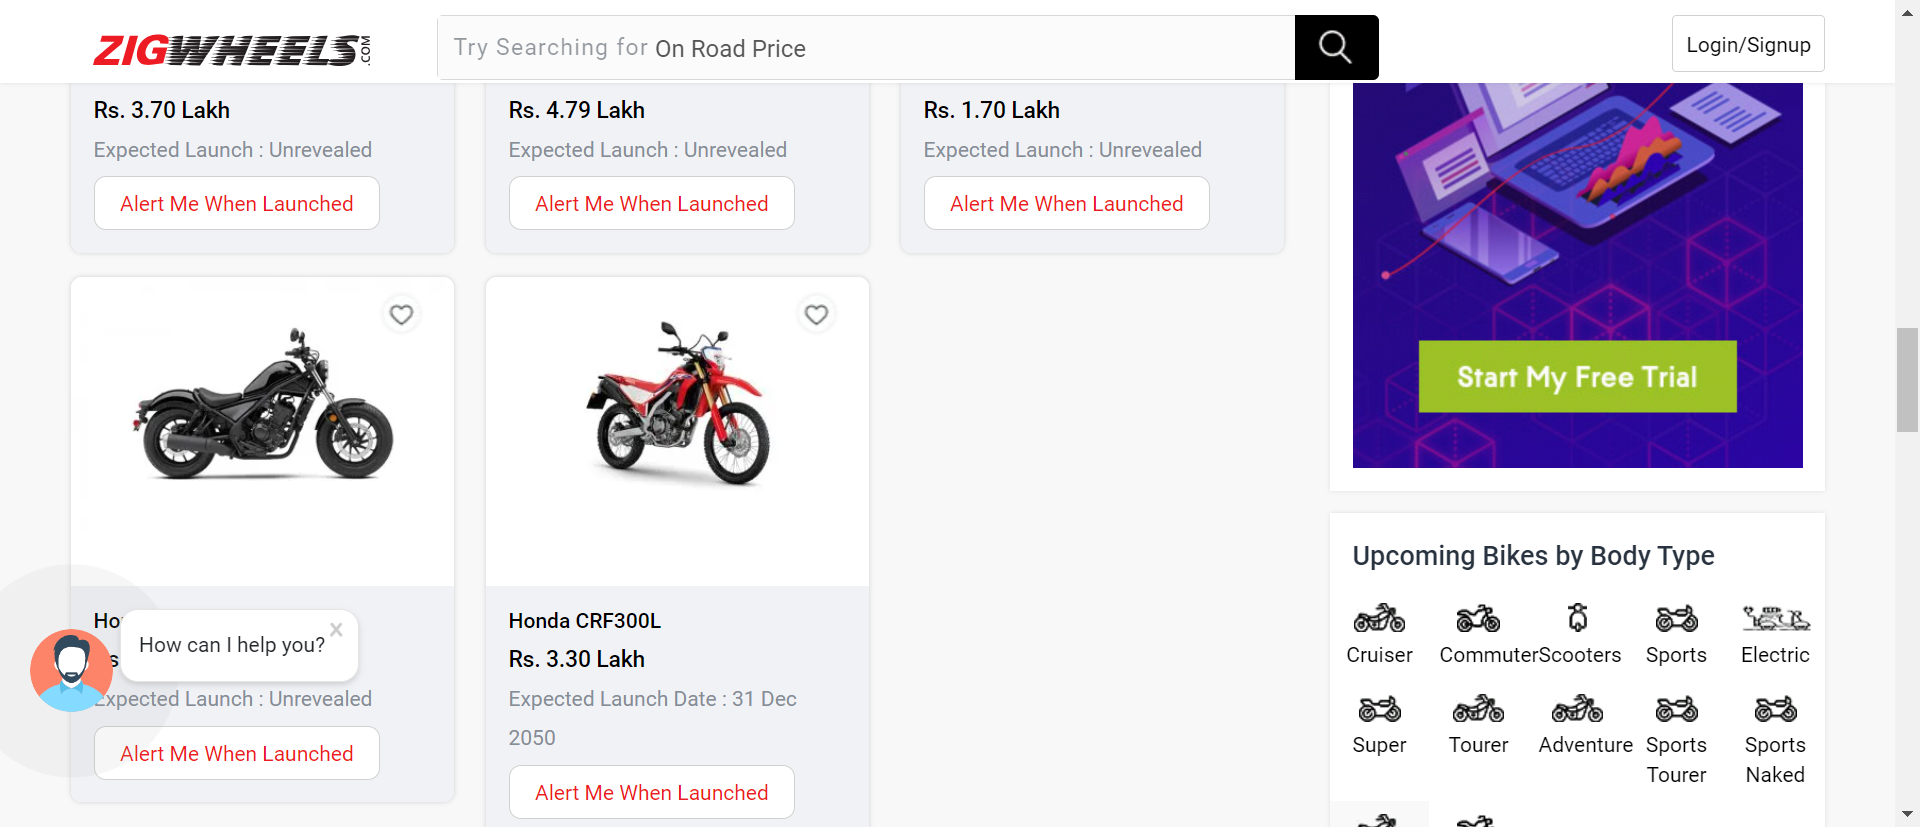 ZIGWHEELS.COM
Try Searching for On Road Price
Login/Signup
Rs. 3.70 Lakh
Expected Launch : Unrevealed
Alert Me When Launched
Rs. 4.79 Lakh
Expected Launch : Unrevealed
Alert Me When Launched
Rs. 1.70 Lakh
Expected Launch : Unrevealed
Alert Me When Launched
How can I help you?
Expected Launch : Unrevealed
Alert Me When Launched
Honda CRF300L
Rs. 3.30 Lakh
Expected Launch Date : 31 Dec
2050
Alert Me When Launched
Start My Free Trial
Upcoming Bikes by Body Type
Cruiser
Commuter
Scooters
Sports
Electric
Super
Tourer
Adventure
Sports
Tourer
Sports
Naked